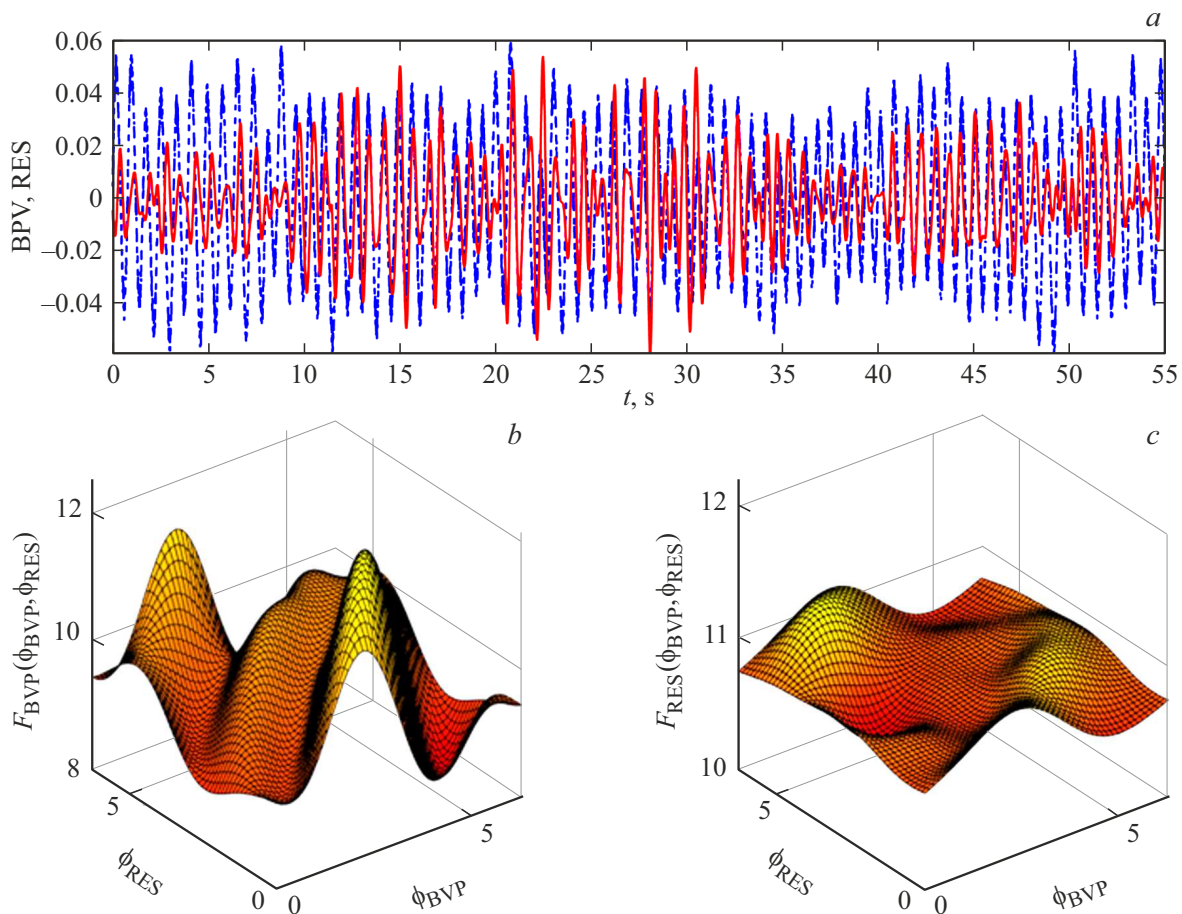 a
BPV, RES
0.06
0.04
0.02
0
–0.02
–0.04
0 5 10 15 20 25 30 35 40 45 50 55
t, s
b
F_BVP(ϕ_BVP, ϕ_RES)
12
10
8
5
0
ϕ_RES
0
5
ϕ_BVP
c
F_RES(ϕ_BVP, ϕ_RES)
12
11
10
5
0
ϕ_RES
0
5
ϕ_BVP